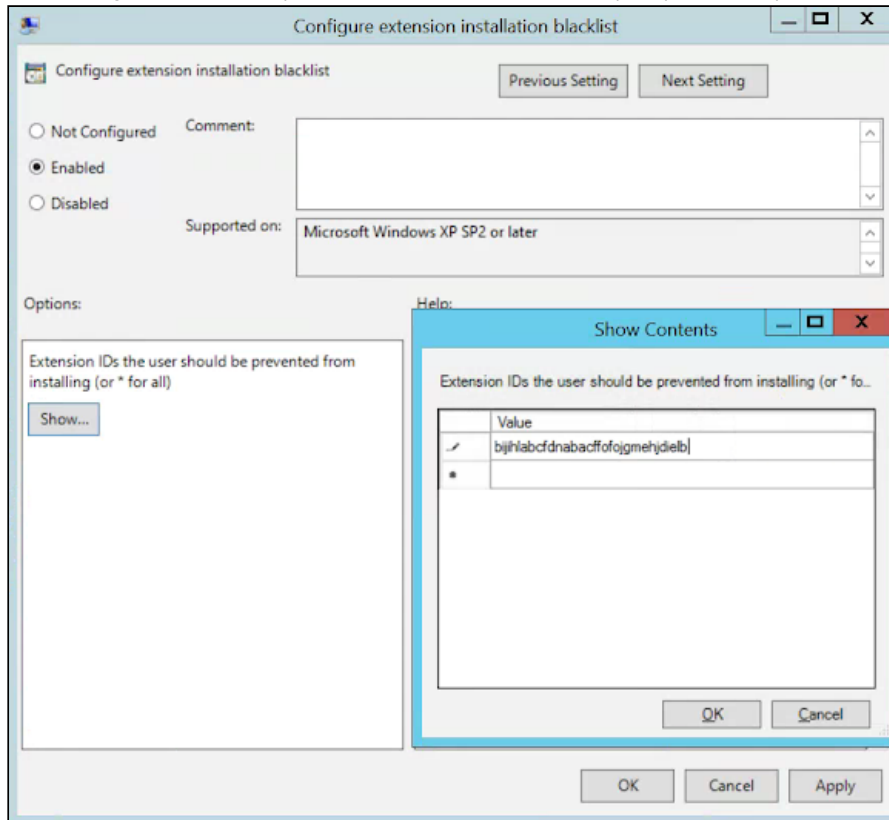 Configure extension installation blacklist
Configure extension installation blacklist
Previous Setting
Next Setting
Not Configured
Comment:
Enabled
Disabled
Supported on:
Microsoft Windows XP SP2 or later
Options:
Help:
Extension IDs the user should be prevented from
installing (or * for all)
Show...
Show Contents
Extension IDs the user should be prevented from installing (or * fo...
Value
bijihlabcfdnabacffofojgmehjdielb
OK
Cancel
OK
Cancel
Apply